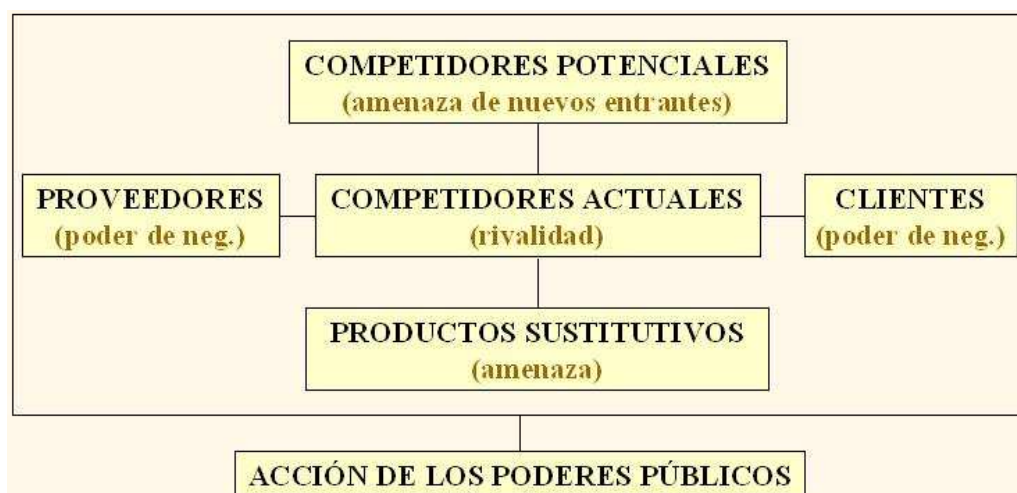 COMPETIDORES POTENCIALES
(amenaza de nuevos entrantes)
PROVEEDORES
(poder de neg.)
COMPETIDORES ACTUALES
(rivalidad)
CLIENTES
(poder de neg.)
PRODUCTOS SUSTITUTIVOS
(amenaza)
ACCIÓN DE LOS PODERES PÚBLICOS